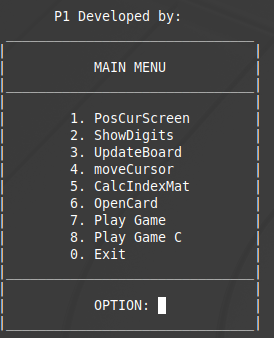 P1 Developed by:
MAIN MENU
1. PosCurScreen
2. ShowDigits
3. UpdateBoard
4. moveCursor
5. CalcIndexMat
6. OpenCard
7. Play Game
8. Play Game C
0. Exit
OPTION: